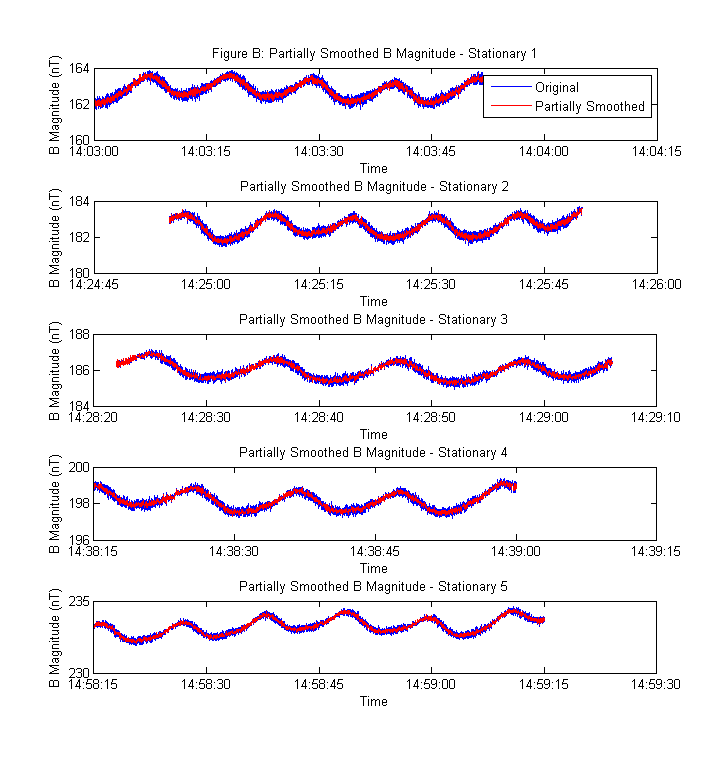 Figure B: Partially Smoothed B Magnitude - Stationary 1
B Magnitude (nT)
164
162
160
Original
Partially Smoothed
14:03:00 14:03:15 14:03:30 14:03:45 14:04:00 14:04:15
Time
Partially Smoothed B Magnitude - Stationary 2
B Magnitude (nT)
184
182
180
14:24:45 14:25:00 14:25:15 14:25:30 14:25:45 14:26:00
Time
Partially Smoothed B Magnitude - Stationary 3
B Magnitude (nT)
188
186
184
14:28:20 14:28:30 14:28:40 14:28:50 14:29:00 14:29:10
Time
Partially Smoothed B Magnitude - Stationary 4
B Magnitude (nT)
200
198
196
14:38:15 14:38:30 14:38:45 14:39:00 14:39:15
Time
Partially Smoothed B Magnitude - Stationary 5
B Magnitude (nT)
235
230
14:58:15 14:58:30 14:58:45 14:59:00 14:59:15 14:59:30
Time